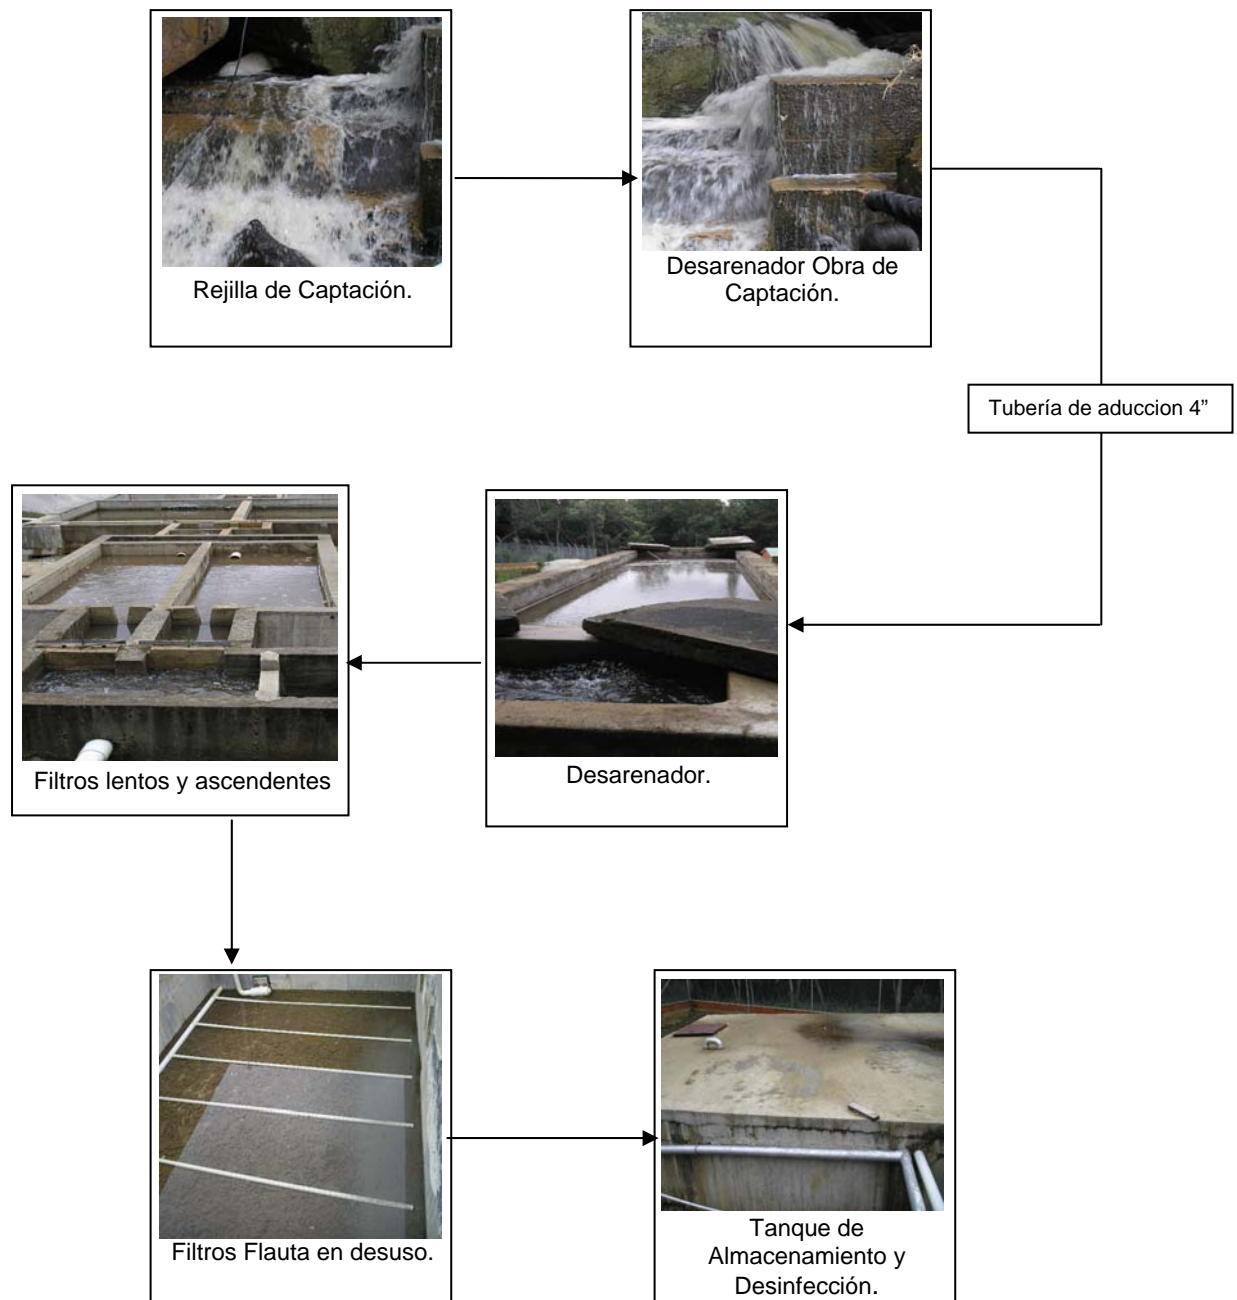 Rejilla de Captación.
Desarenador Obra de
Captación.
Tubería de aduccion 4”
Filtros lentos y ascendentes
Desarenador.
Filtros Flauta en desuso.
Tanque de
Almacenamiento y
Desinfección.